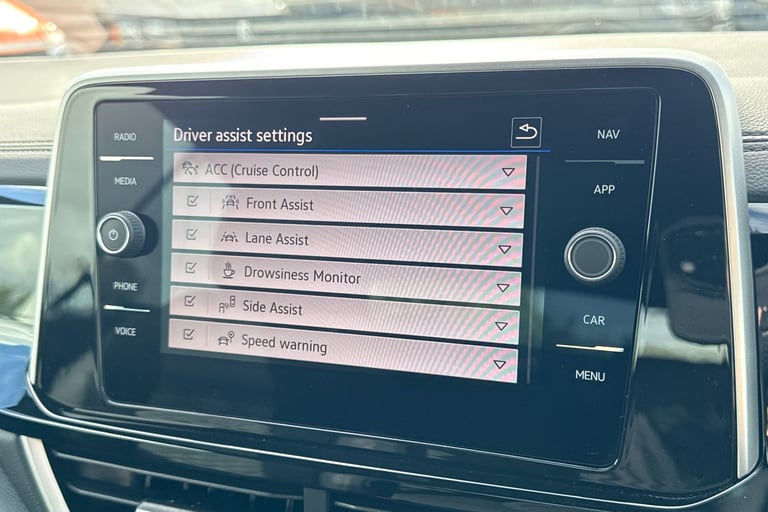 RADIO
MEDIA
PHONE
VOICE
Driver assist settings
ACC (Cruise Control)
Front Assist
Lane Assist
Drowsiness Monitor
Side Assist
Speed warning
NAV
APP
CAR
MENU